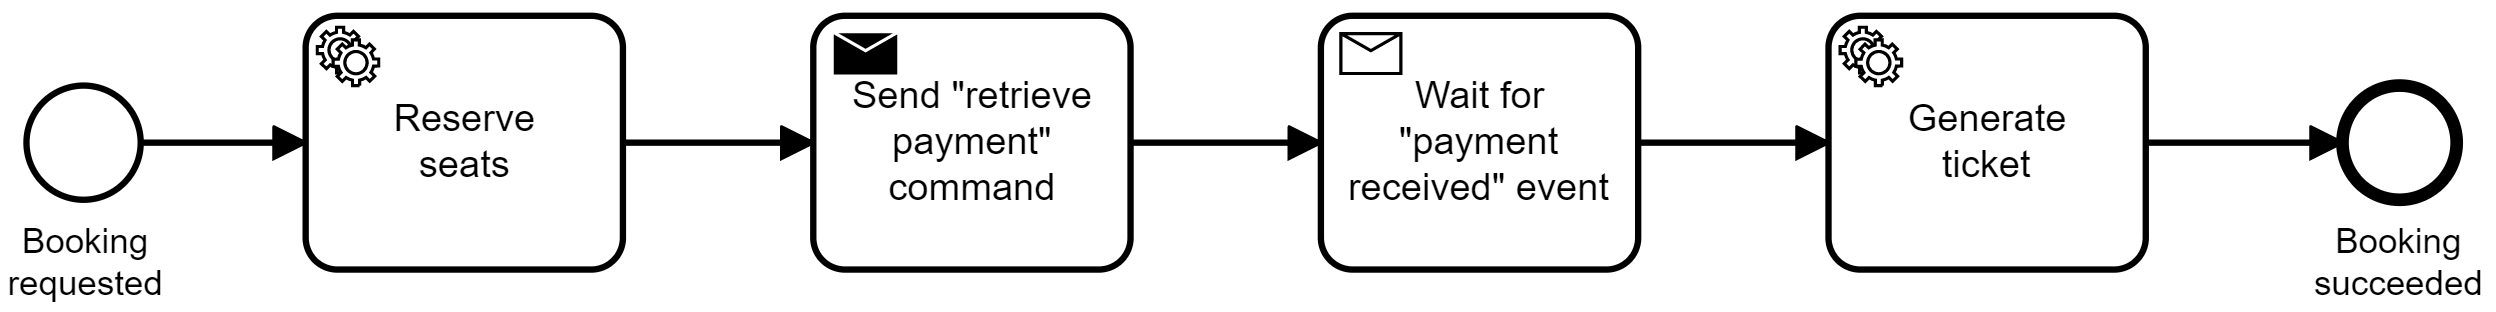 Booking
requested
Reserve
seats
Send "retrieve
payment"
command
Wait for
"payment
received" event
Generate
ticket
Booking
succeeded